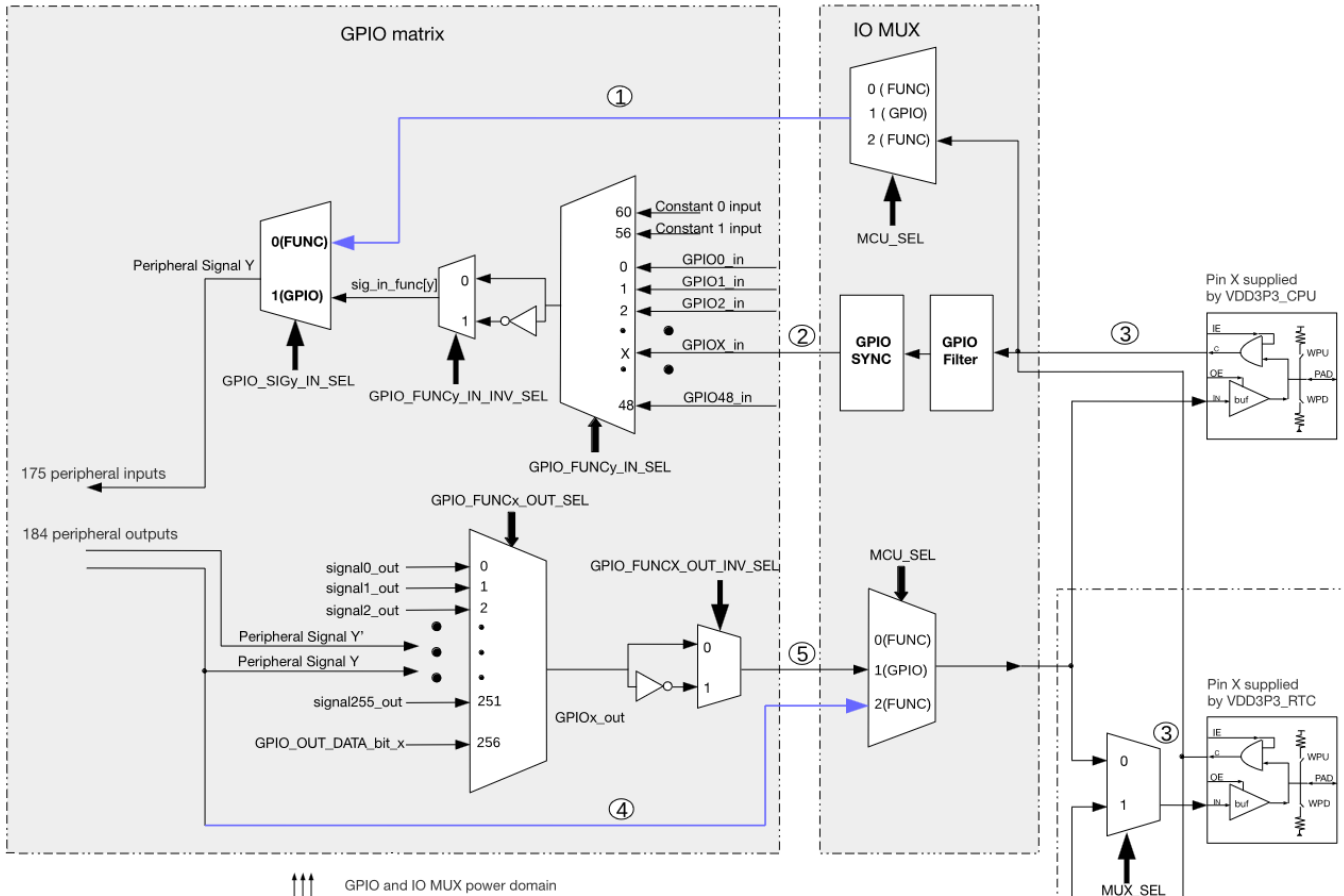 GPIO matrix
IO MUX
①
0 ( FUNC)
1 ( GPIO)
2 ( FUNC)
MCU_SEL
60
Constant 0 input
56
Constant 1 input
0
GPIO0_in
1
GPIO1_in
2
GPIO2_in
X
GPIOX_in
48
GPIO48_in
GPIO_FUNCy_IN_SEL
0
1
GPIO_FUNCy_IN_INV_SEL
sig_in_func[y]
0(FUNC)
1(GPIO)
GPIO_SIGy_IN_SEL
Peripheral Signal Y
175 peripheral inputs
②
GPIO
SYNC
GPIO
Filter
③
Pin X supplied
by VDD3P3_CPU
IE
C
OE
IN
buf
WPU
PAD
WPD
184 peripheral outputs
GPIO_FUNCx_OUT_SEL
signal0_out
0
signal1_out
1
signal2_out
2
Peripheral Signal Y'
Peripheral Signal Y
signal255_out
251
GPIO_OUT_DATA_bit_x
256
GPIOx_out
GPIO_FUNCX_OUT_INV_SEL
0
1
⑤
④
MCU_SEL
0(FUNC)
1(GPIO)
2(FUNC)
0
1
MUX_SEL
③
Pin X supplied
by VDD3P3_RTC
IE
C
OE
IN
buf
WPU
PAD
WPD
GPIO and IO MUX power domain